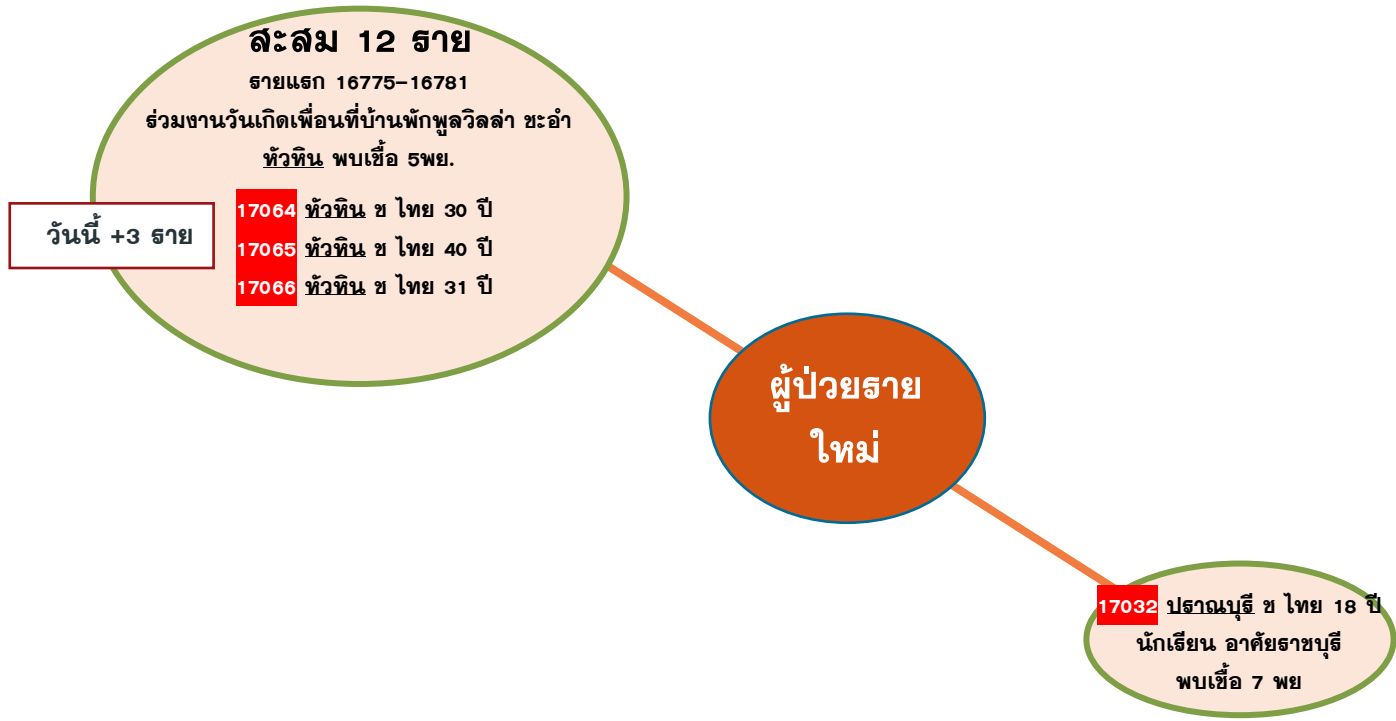 สะสม 12 ราย
รายแรก 16775-16781
ร่วมงานวันเกิดเพื่อนที่บ้านพักพูลวิลล่า ชะอำ
หัวหิน พบเชื้อ 5พย.
17064 หัวหิน ช ไทย 30 ปี
17065 หัวหิน ช ไทย 40 ปี
17066 หัวหิน ช ไทย 31 ปี
วันนี้ +3 ราย
ผู้ป่วยราย
ใหม่
17032 ปราณบุรี ช ไทย 18 ปี
นักเรียน อาศัยราชบุรี
พบเชื้อ 7 พย